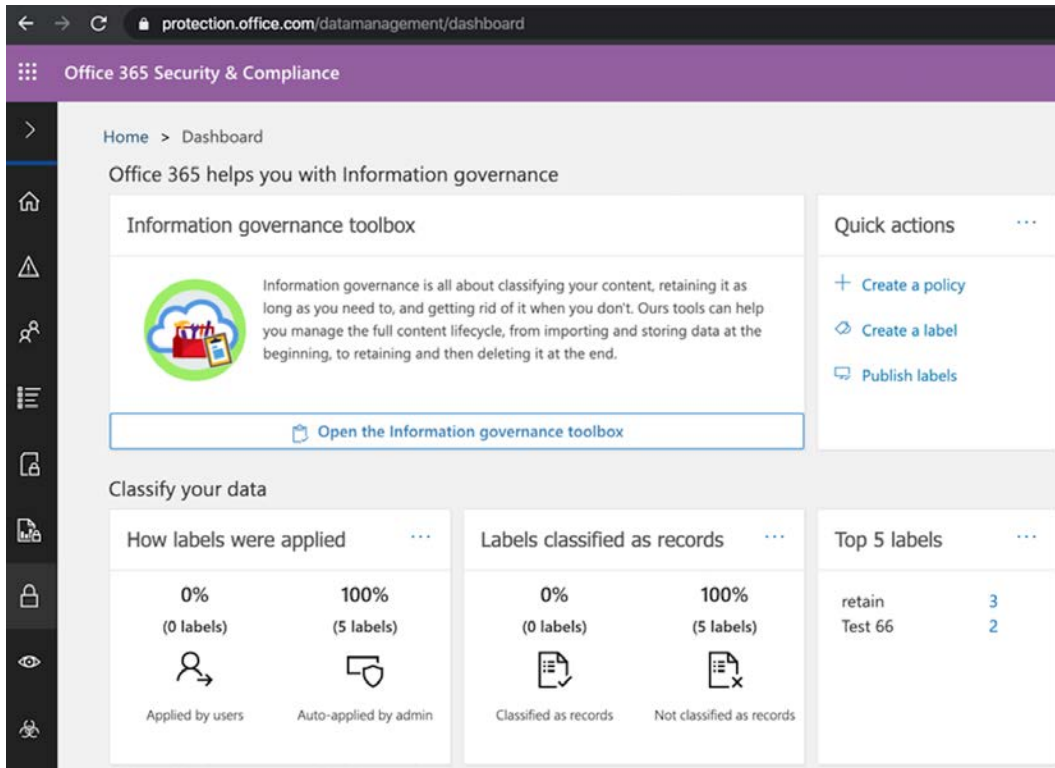 protection.office.com/datamanagement/dashboard
Office 365 Security & Compliance
Home > Dashboard
Office 365 helps you with Information governance
Information governance toolbox
Information governance is all about classifying your content, retaining it as
long as you need to, and getting rid of it when you don't. Ours tools can help
you manage the full content lifecycle, from importing and storing data at the
beginning, to retaining and then deleting it at the end.
Open the Information governance toolbox
Quick actions ...
+ Create a policy
Create a label
Publish labels
Classify your data
How labels were applied ...
0% 100%
(0 labels) (5 labels)
Applied by users Auto-applied by admin
Labels classified as records ...
0% 100%
(0 labels) (5 labels)
Classified as records Not classified as records
Top 5 labels ...
retain 3
Test 66 2